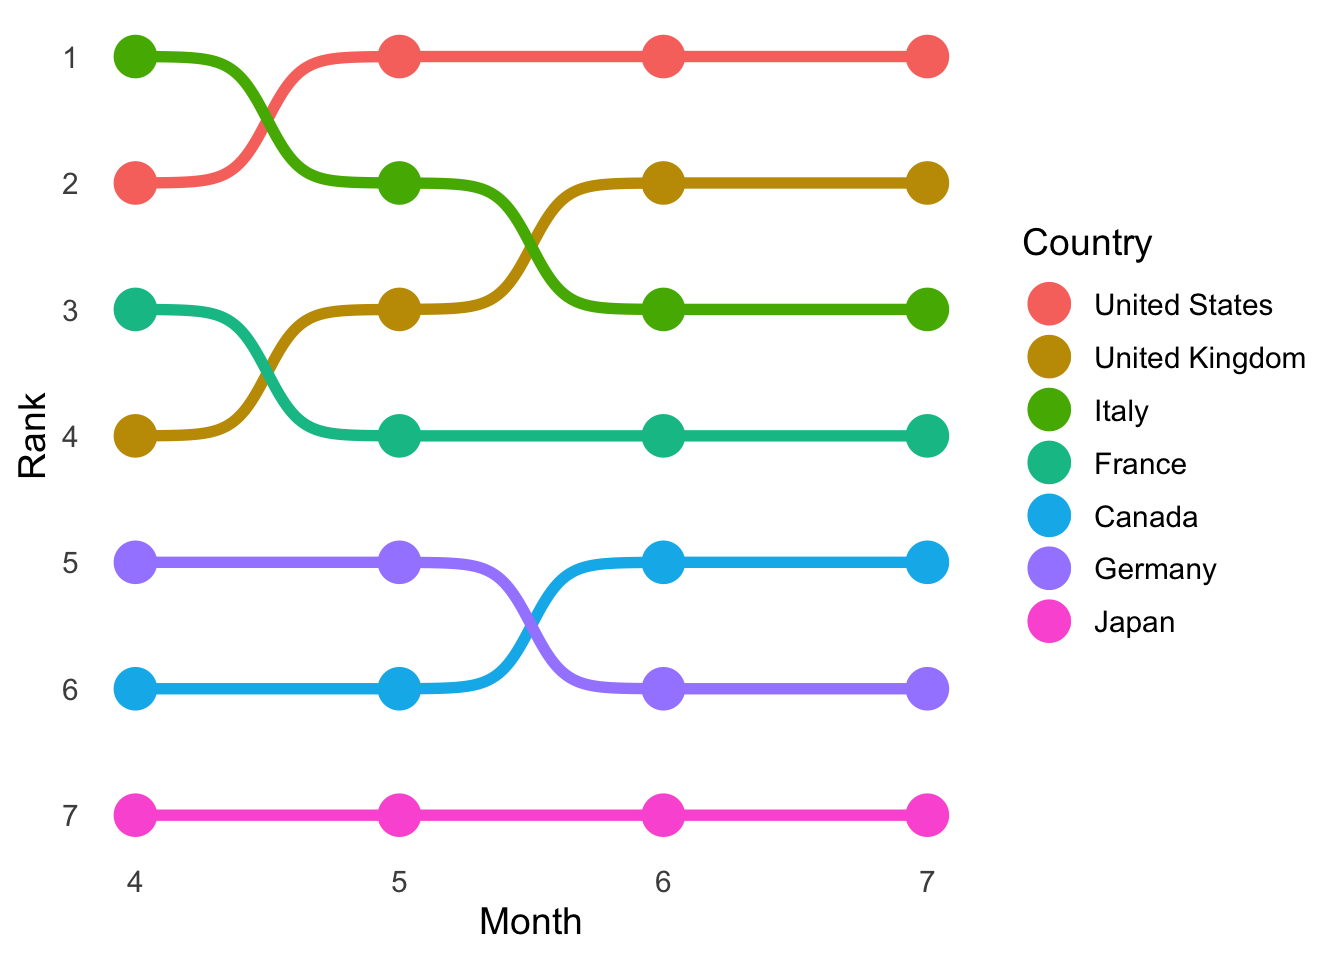 1
2
3
4
5
6
7
Rank
4 5 6 7
Month
Country
United States
United Kingdom
Italy
France
Canada
Germany
Japan